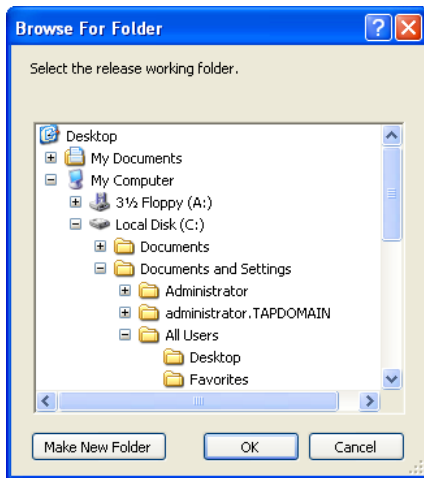 Browse For Folder
Select the release working folder.
Desktop
My Documents
My Computer
3½ Floppy (A:)
Local Disk (C:)
Documents
Documents and Settings
Administrator
administrator.TAPDOMAIN
All Users
Desktop
Favorites
Make New Folder OK Cancel